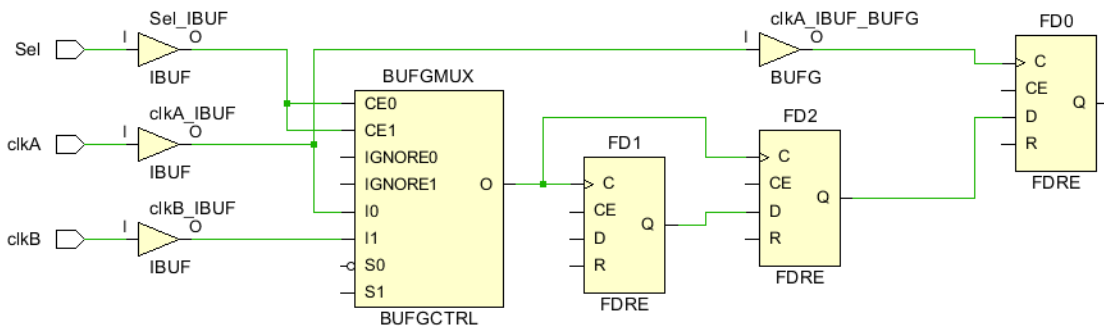 Sel
I
Sel_IBUF
O
IBUF
clkA
I
clkA_IBUF
O
IBUF
clkB
I
clkB_IBUF
O
IBUF
BUFGMUX
CE0
CE1
IGNORE0
IGNORE1
I0
I1
S0
S1
O
BUFGCTRL
clkA_IBUF_BUFG
I
O
BUFG
FD1
C
CE
D
R
Q
FDRE
FD2
C
CE
D
R
Q
FDRE
FD0
C
CE
D
R
Q
FDRE